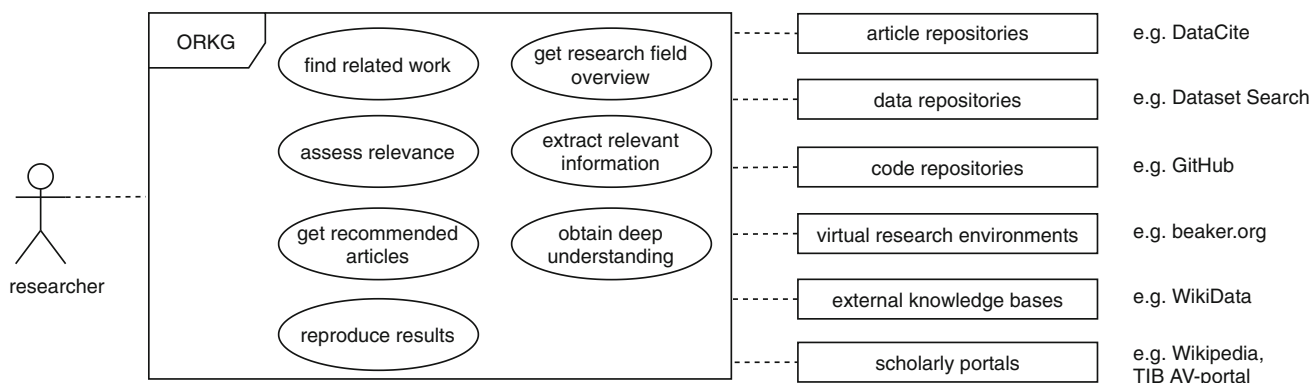 ORKG
find related work
get research field
overview
assess relevance
extract relevant
information
get recommended
articles
obtain deep
understanding
reproduce results
researcher
article repositories
e.g. DataCite
data repositories
e.g. Dataset Search
code repositories
e.g. GitHub
virtual research environments
e.g. beaker.org
external knowledge bases
e.g. WikiData
scholarly portals
e.g. Wikipedia,
TIB AV-portal